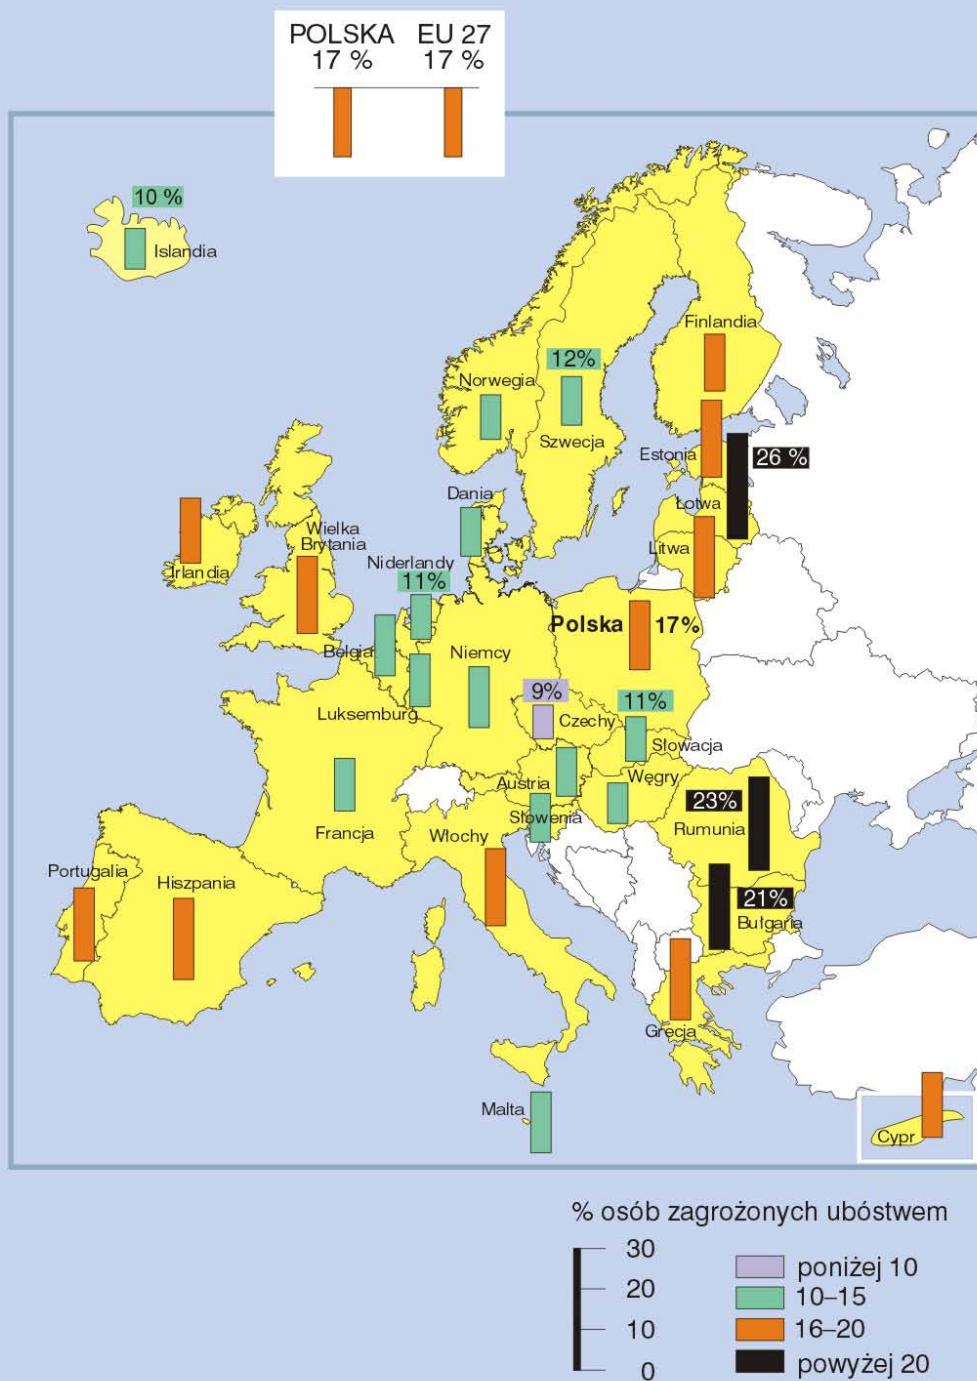 POLSKA EU 27
17 % 17 %
10 %
Islandia
Finlandia
12%
Norwegia
Szwecja
Estonia
26 %
Dania
Łotwa
Wielka
Brytania
Litwa
Niderlandy
Irlandia
11%
Polska 17%
Belgia
Niemcy
9%
11%
Luksemburg
Czechy
Słowacja
Austria
Węgry
23%
Słowenia
Francja
Włochy
Rumunia
Portugalia
Hiszpania
21%
Bułgaria
Grecja
Malta
Cypr
% osób zagrożonych ubóstwem
30
20
10
0
poniżej 10
10–15
16–20
powyżej 20